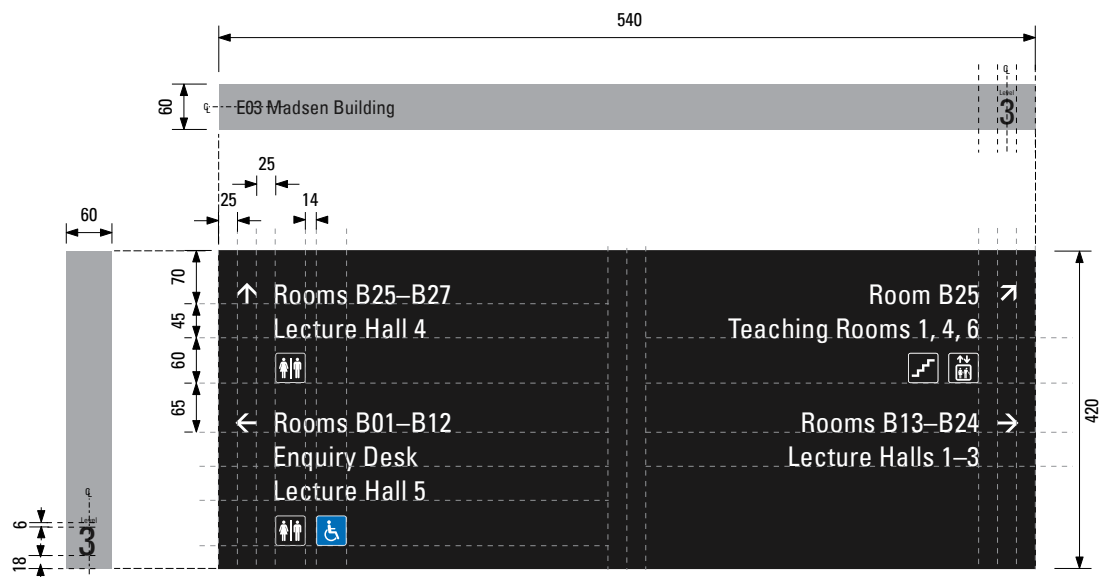 540
℄
Level
60
℄
E03 Madsen Building
3
25
25
14
60
70
↑ Rooms B25–B27
Room B25 ↗
45
Lecture Hall 4
Teaching Rooms 1, 4, 6
60
65
← Rooms B01–B12
Rooms B13–B24 →
420
Enquiry Desk
Lecture Halls 1–3
Lecture Hall 5
℄
6
Level
3
18